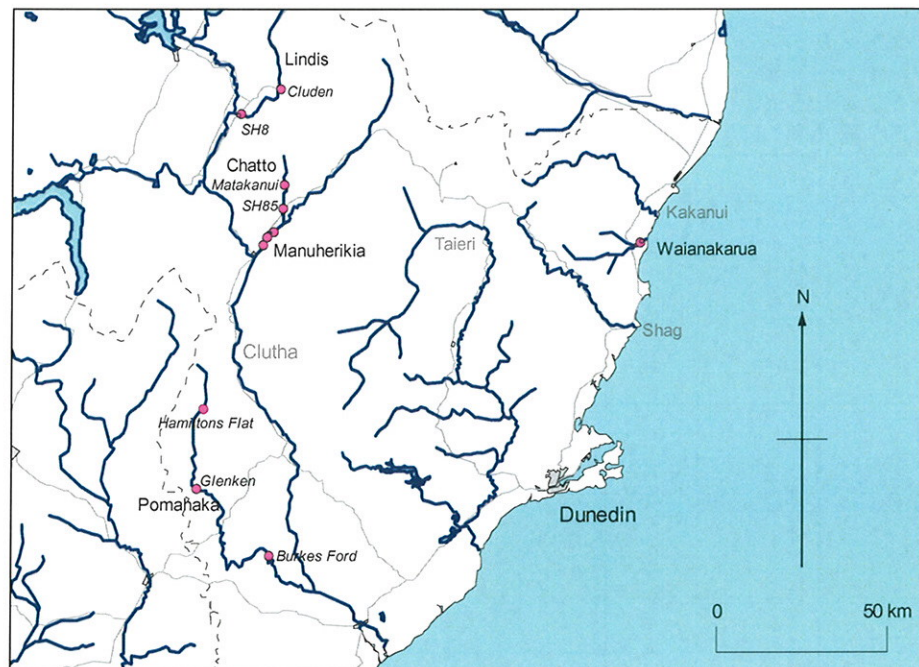 Lindis
Cluden
SH8
Chatto
Matakanui
SH85
Manuherikia
Taieri
Kakanui
Waianakarua
N
Shag
Clutha
Hamiltons Flat
Glenken
Pomahaka
Dunedin
Burkes Ford
0 50 km